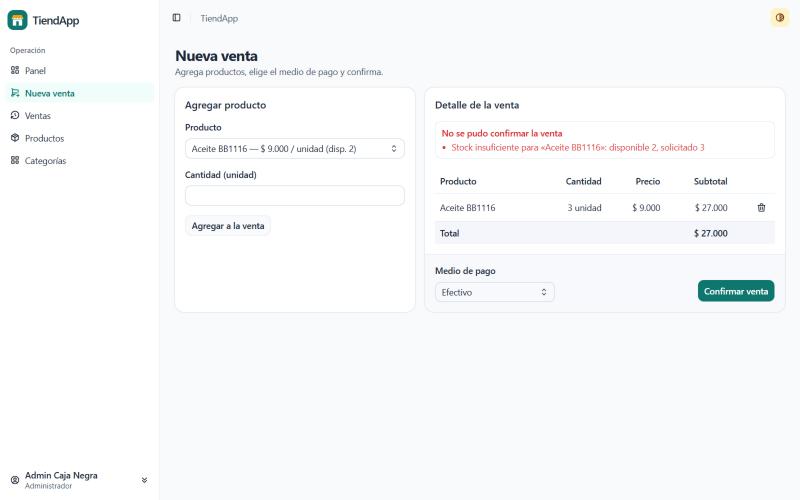 TiendApp
TiendApp
Operación
Panel
Nueva venta
Ventas
Productos
Categorías
Nueva venta
Agrega productos, elige el medio de pago y confirma.
Agregar producto
Producto
Aceite BB1116 — $ 9.000 / unidad (disp. 2)
Cantidad (unidad)
Agregar a la venta
Detalle de la venta
No se pudo confirmar la venta
• Stock insuficiente para «Aceite BB1116»: disponible 2, solicitado 3
Producto Cantidad Precio Subtotal
Aceite BB1116 3 unidad $ 9.000 $ 27.000
Total $ 27.000
Medio de pago
Efectivo
Confirmar venta
Admin Caja Negra
Administrador